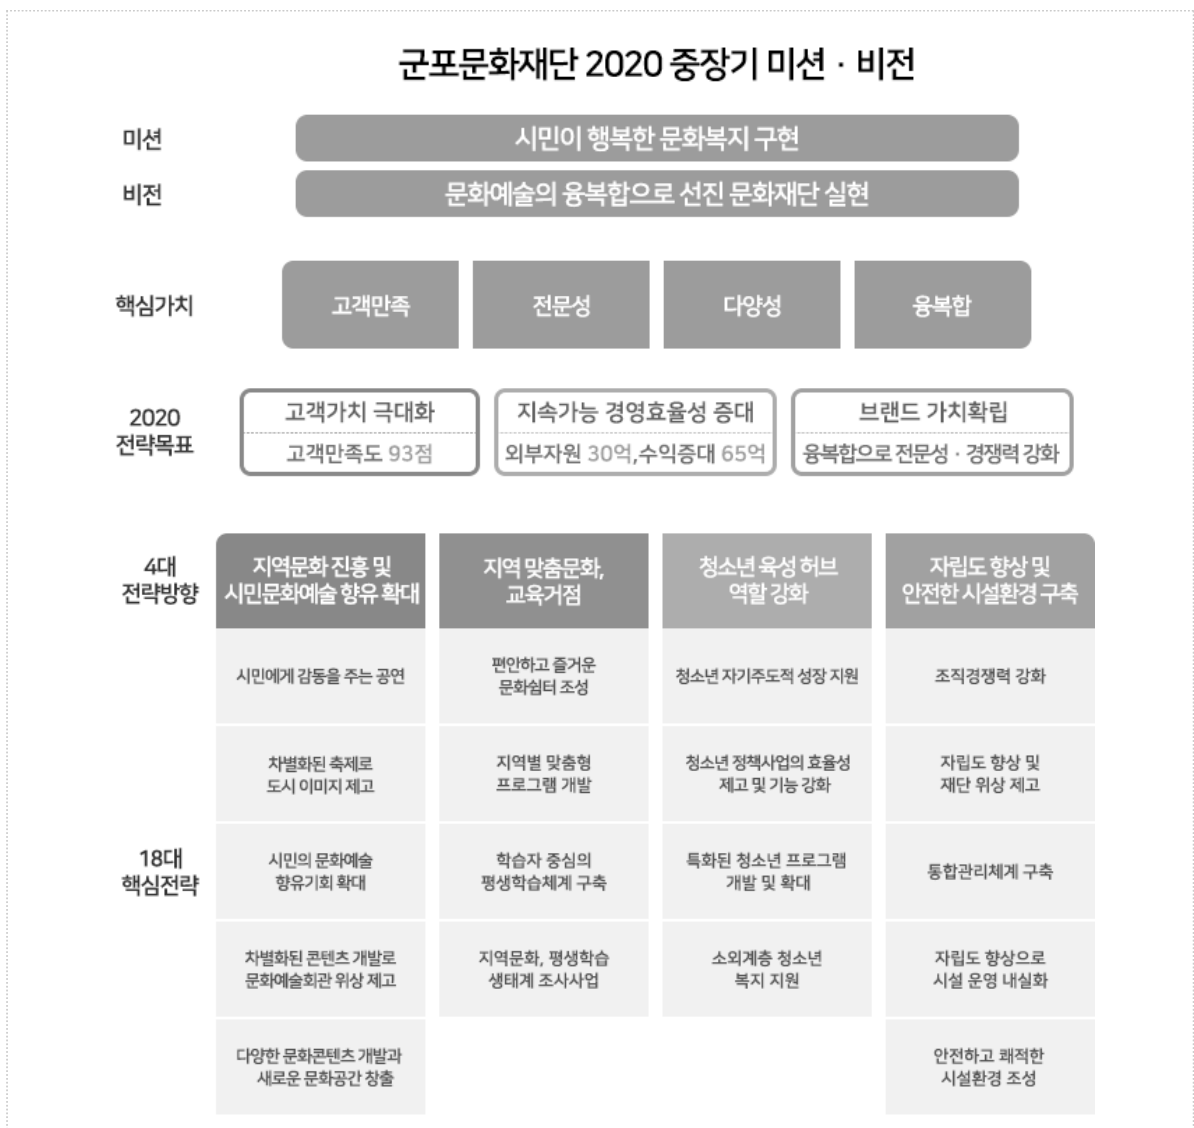 군포문화재단 2020 중장기 미션 · 비전
미션
시민이 행복한 문화복지 구현
비전
문화예술의 융복합으로 선진 문화재단 실현
핵심가치
고객만족
전문성
다양성
융복합
2020
전략목표
고객가치 극대화
고객만족도 93점
지속가능 경영효율성 증대
외부자원 30억,수익증대 65억
브랜드 가치확립
융복합으로 전문성 · 경쟁력 강화
4대
전략방향
지역문화 진흥 및
시민문화예술 향유 확대
지역 맞춤문화,
교육거점
청소년 육성 허브
역할 강화
자립도 향상 및
안전한 시설환경 구축
18대
핵심전략
시민에게 감동을 주는 공연
편안하고 즐거운
문화쉼터 조성
청소년 자기주도적 성장 지원
조직경쟁력 강화
차별화된 축제로
도시 이미지 제고
지역별 맞춤형
프로그램 개발
청소년 정책사업의 효율성
제고 및 기능 강화
자립도 향상 및
재단 위상 제고
시민의 문화예술
향유기회 확대
학습자 중심의
평생학습체계 구축
특화된 청소년 프로그램
개발 및 확대
통합관리체계 구축
차별화된 콘텐츠 개발로
문화예술회관 위상 제고
지역문화, 평생학습
생태계 조사사업
소외계층 청소년
복지 지원
자립도 향상으로
시설 운영 내실화
다양한 문화콘텐츠 개발과
새로운 문화공간 창출
안전하고 쾌적한
시설환경 조성